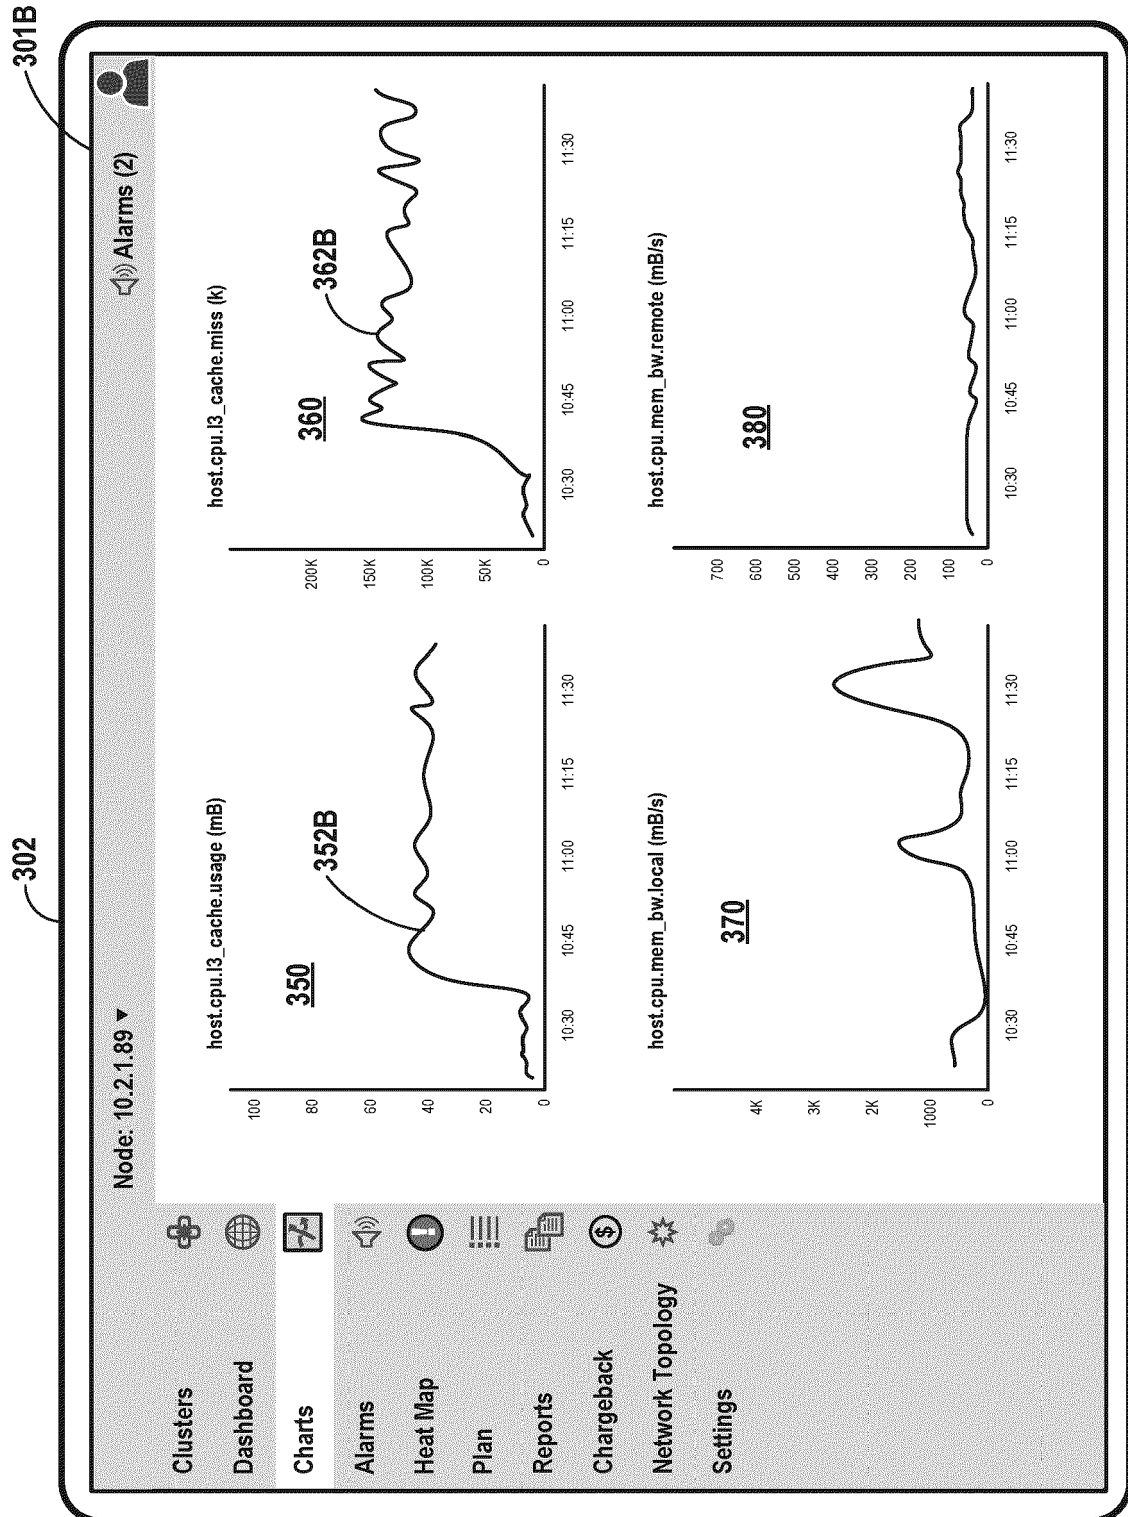 302
301B
Node: 10.2.1.89 ▼
Alarms (2)
Clusters
Dashboard
Charts
Alarms
Heat Map
Plan
Reports
Chargeback
$
Network Topology
Settings
host.cpu.l3_cache.usage (mB)
350
352B
100
80
60
40
20
0
10:30 10:45 11:00 11:15 11:30
host.cpu.l3_cache.miss (k)
360
362B
200K
150K
100K
50K
0
10:30 10:45 11:00 11:15 11:30
host.cpu.mem_bw.local (mB/s)
370
4K
3K
2K
1000
0
10:30 10:45 11:00 11:15 11:30
host.cpu.mem_bw.remote (mB/s)
380
700
600
500
400
300
200
100
0
10:30 10:45 11:00 11:15 11:30